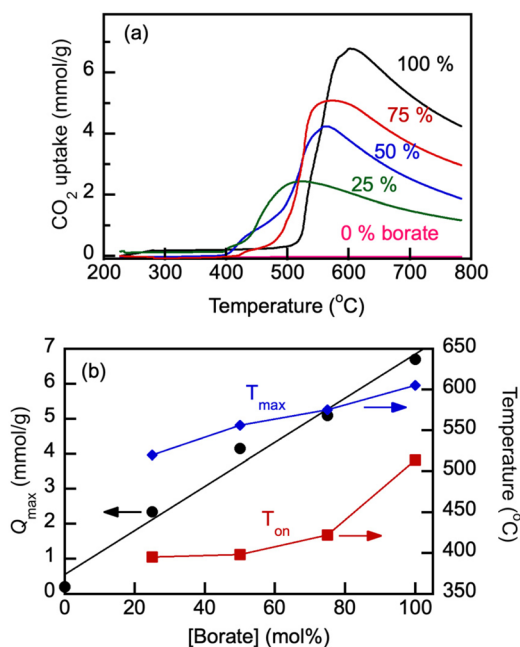 (a)
CO2 uptake (mmol/g)
6
4
2
0
100 %
75 %
50 %
25 %
0 % borate
200 300 400 500 600 700 800
Temperature (°C)
(b)
Qmax (mmol/g)
7
6
5
4
3
2
1
0
Tmax
Ton
650
600
550
500
450
400
350
Temperature (°C)
0 20 40 60 80 100
[Borate] (mol%)